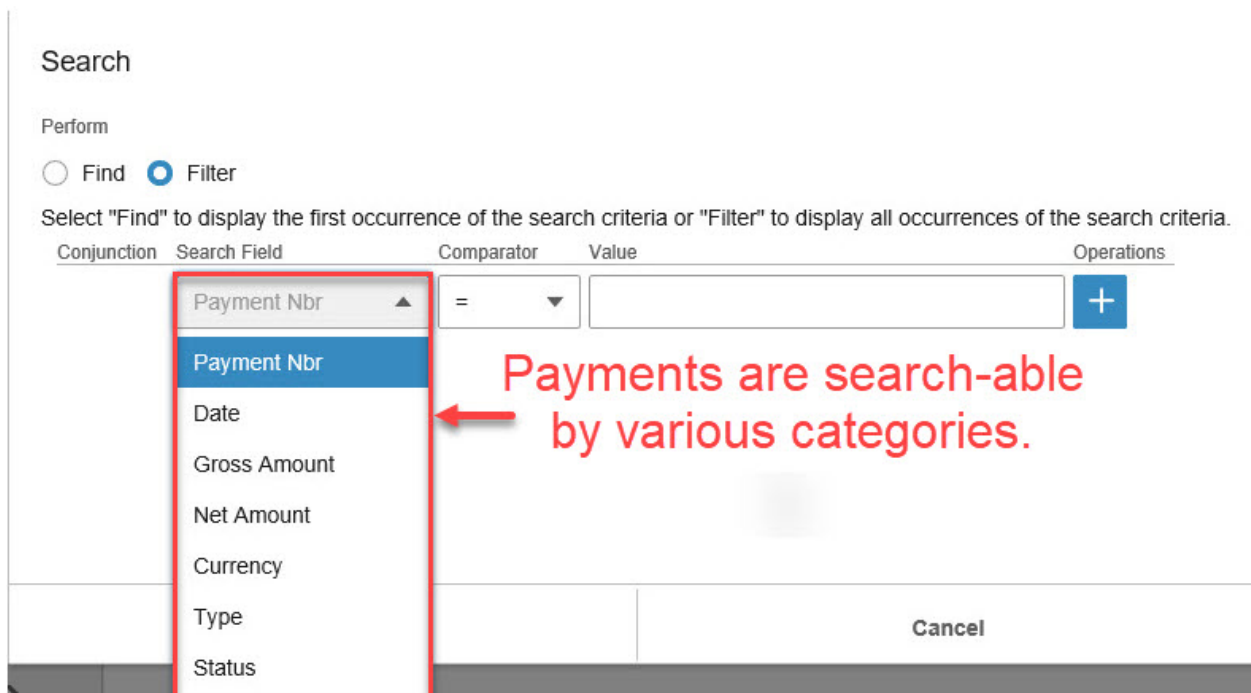 Search
Perform
Find Filter
Select "Find" to display the first occurrence of the search criteria or "Filter" to display all occurrences of the search criteria.
Conjunction Search Field Comparator Value Operations
Payment Nbr = +
Payment Nbr
Date
Gross Amount
Net Amount
Currency
Type
Status
Payments are search-able
by various categories.
Cancel